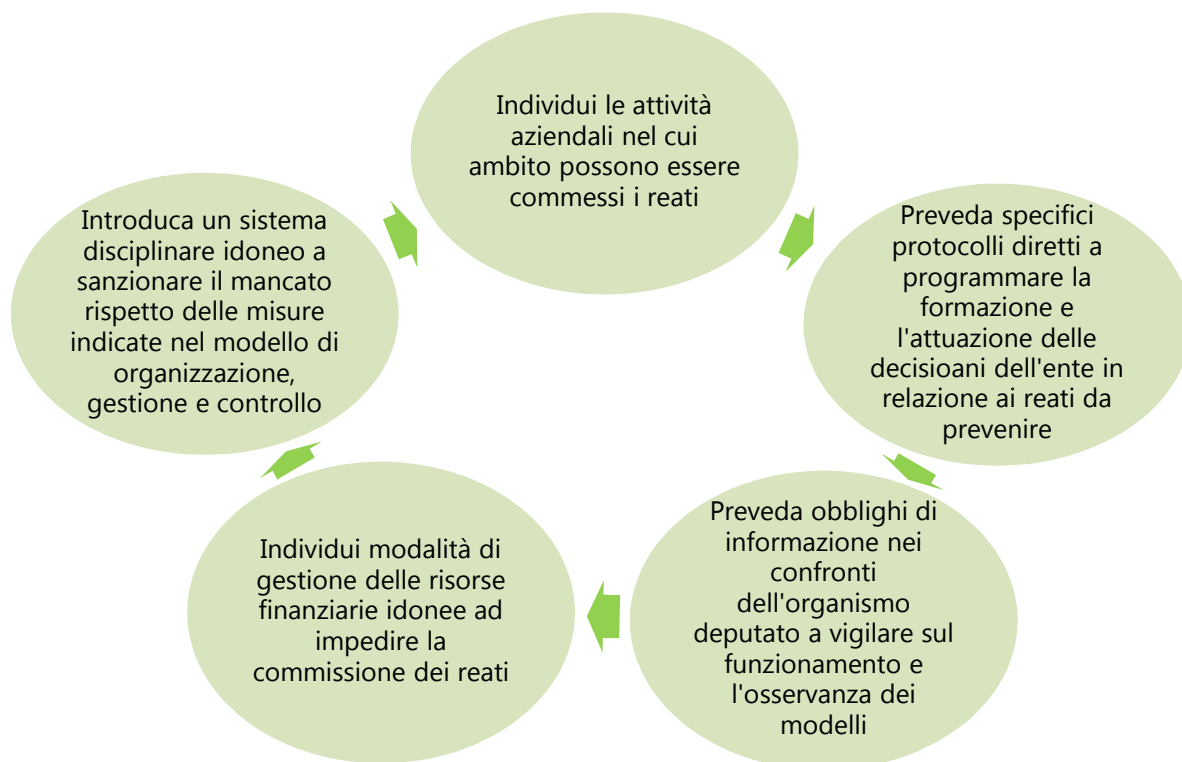 Individui le attività
aziendali nel cui
ambito possono essere
commessi i reati
Preveda specifici
protocolli diretti a
programmare la
formazione e
l'attuazione delle
decisioani dell'ente in
relazione ai reati da
prevenire
Preveda obblighi di
informazione nei
confronti
dell'organismo
deputato a vigilare sul
funzionamento e
l'osservanza dei
modelli
Individui modalità di
gestione delle risorse
finanziarie idonee ad
impedire la
commissione dei reati
Introduca un sistema
disciplinare idoneo a
sanzionare il mancato
rispetto delle misure
indicate nel modello di
organizzazione,
gestione e controllo